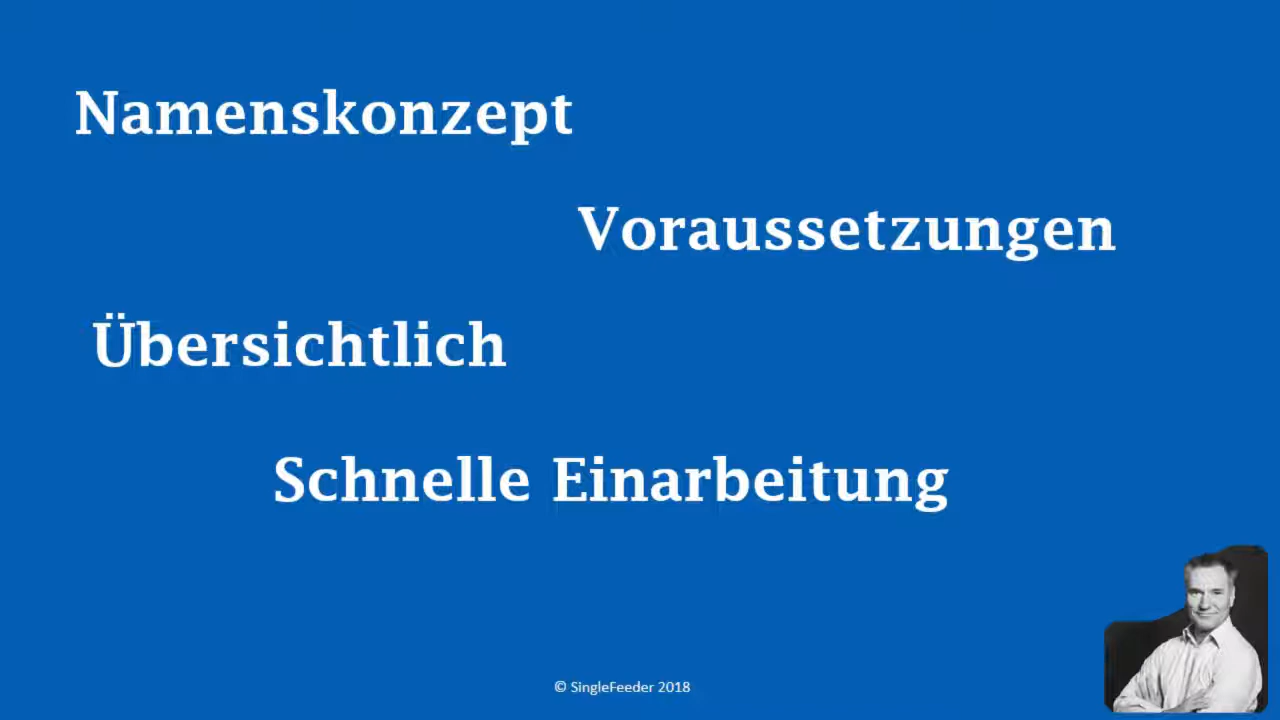 Namenskonzept
Voraussetzungen
Übersichtlich
Schnelle Einarbeitung
© SingleFeeder 2018